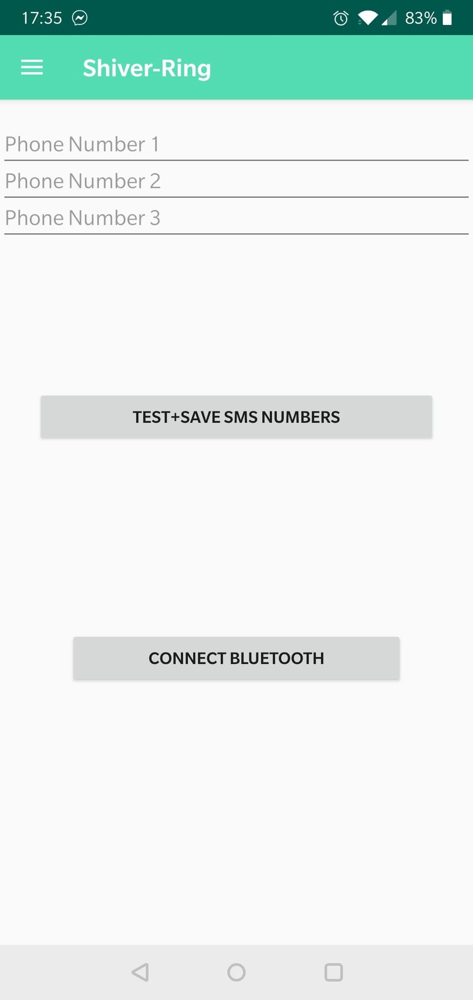 17:35 83%
Shiver-Ring
Phone Number 1
Phone Number 2
Phone Number 3
TEST+SAVE SMS NUMBERS
CONNECT BLUETOOTH